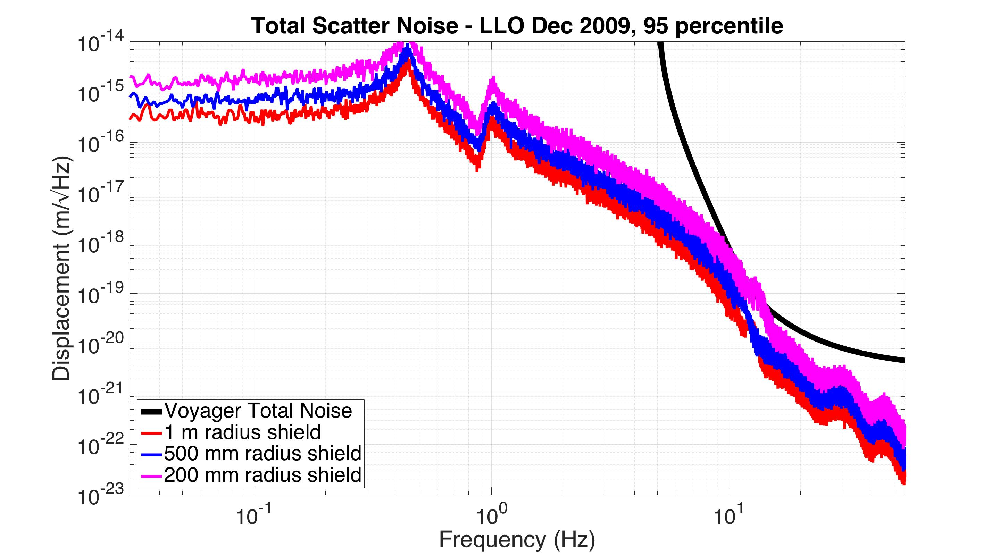 Total Scatter Noise - LLO Dec 2009, 95 percentile
10^-14
10^-15
10^-16
10^-17
10^-18
10^-19
10^-20
10^-21
10^-22
10^-23
Displacement (m/√Hz)
Voyager Total Noise
1 m radius shield
500 mm radius shield
200 mm radius shield
10^-1
10^0
10^1
Frequency (Hz)